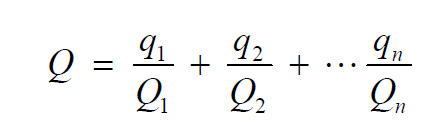 Q = q₁/Q₁ + q₂/Q₂ + ⋯ qₙ/Qₙ